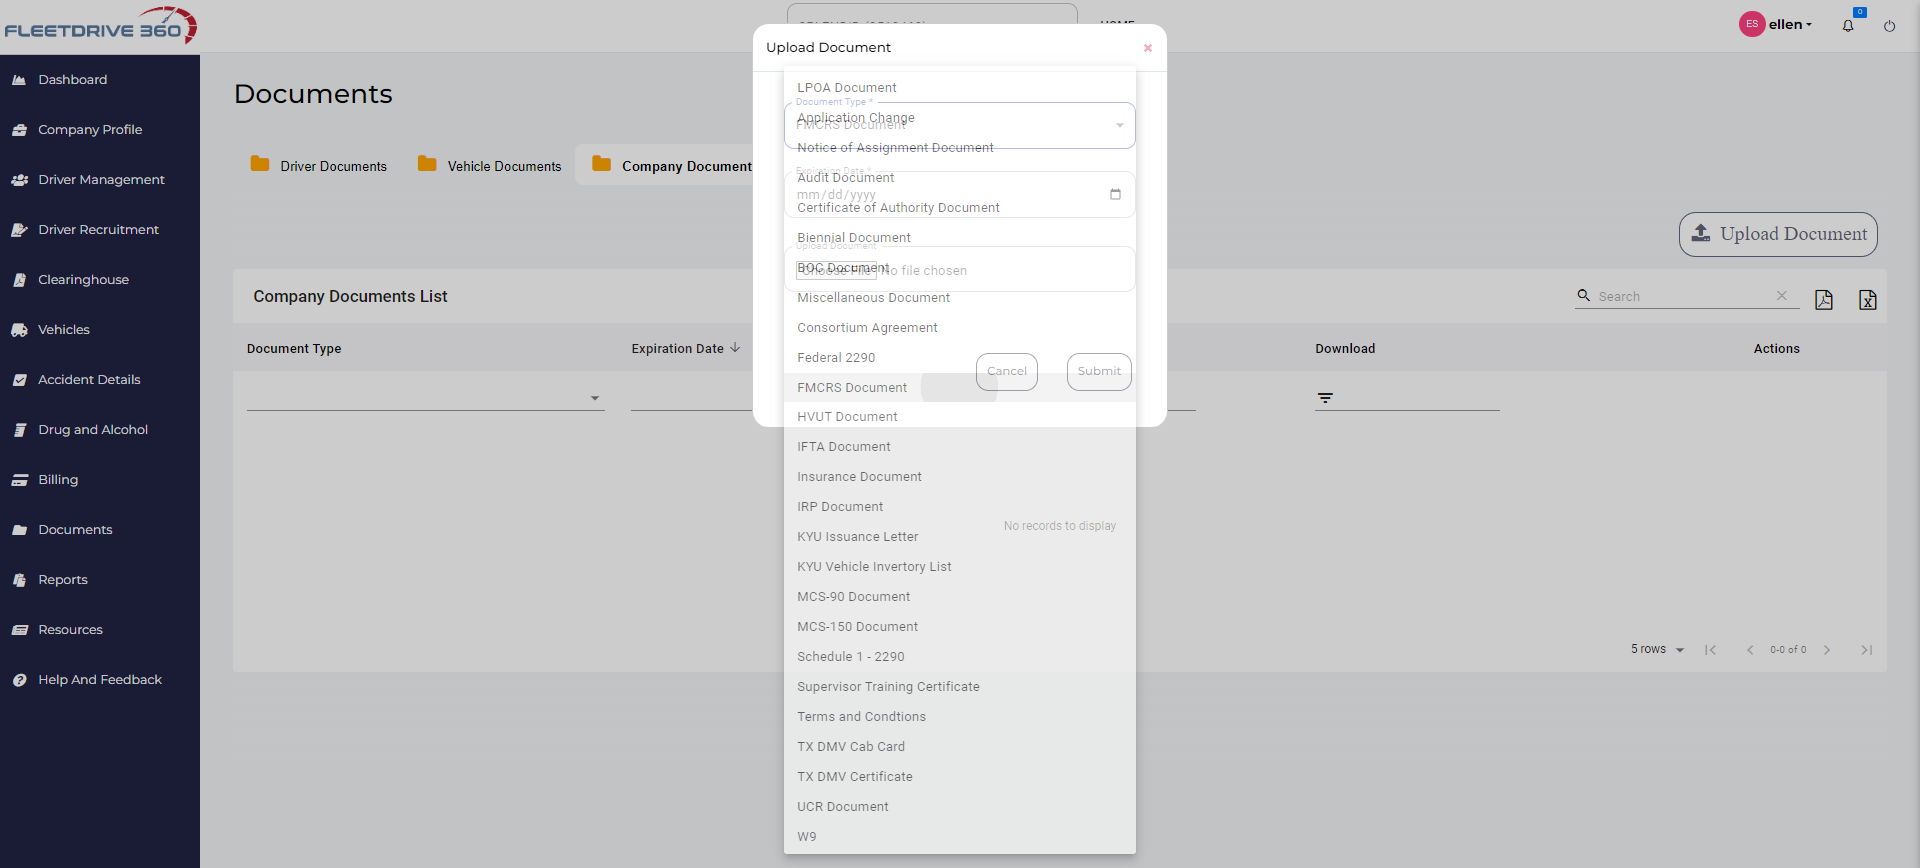 FLEETDRIVE 360
HOME
ES ellen
0
Dashboard
Company Profile
Driver Management
Driver Recruitment
Clearinghouse
Vehicles
Accident Details
Drug and Alcohol
Billing
Documents
Reports
Resources
Help And Feedback
Documents
Driver Documents
Vehicle Documents
Company Document
Upload Document
Company Documents List
Search
Document Type
Expiration Date
Download
Actions
No records to display
5 rows
0-0 of 0
Upload Document
Document Type *
FMCRS Document
Expiration Date *
mm/dd/yyyy
Upload Document
Choose File No file chosen
Cancel
Submit
LPOA Document
Application Change
Notice of Assignment Document
Audit Document
Certificate of Authority Document
Biennial Document
BOC Document
Miscellaneous Document
Consortium Agreement
Federal 2290
FMCRS Document
HVUT Document
IFTA Document
Insurance Document
IRP Document
KYU Issuance Letter
KYU Vehicle Invertory List
MCS-90 Document
MCS-150 Document
Schedule 1 - 2290
Supervisor Training Certificate
Terms and Condtions
TX DMV Cab Card
TX DMV Certificate
UCR Document
W9